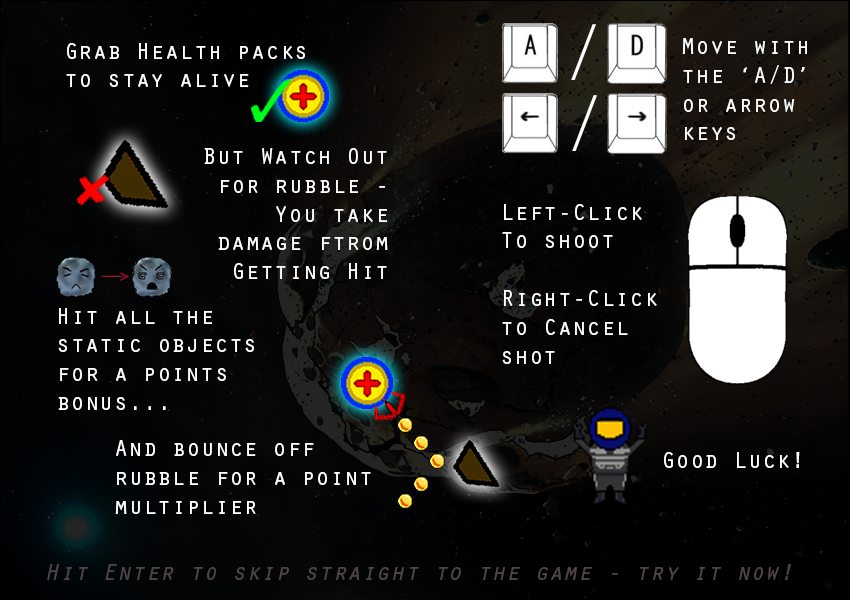 Grab Health packs
to stay alive
A / D
← / →
Move with
the ‘A/D’
or arrow
keys
But Watch Out
for rubble -
You take
damage ftrom
Getting Hit
Left-Click
To shoot
Right-Click
to Cancel
shot
Hit all the
static objects
for a points
bonus...
And bounce off
rubble for a point
multiplier
Good Luck!
Hit Enter to skip straight to the game - try it now!